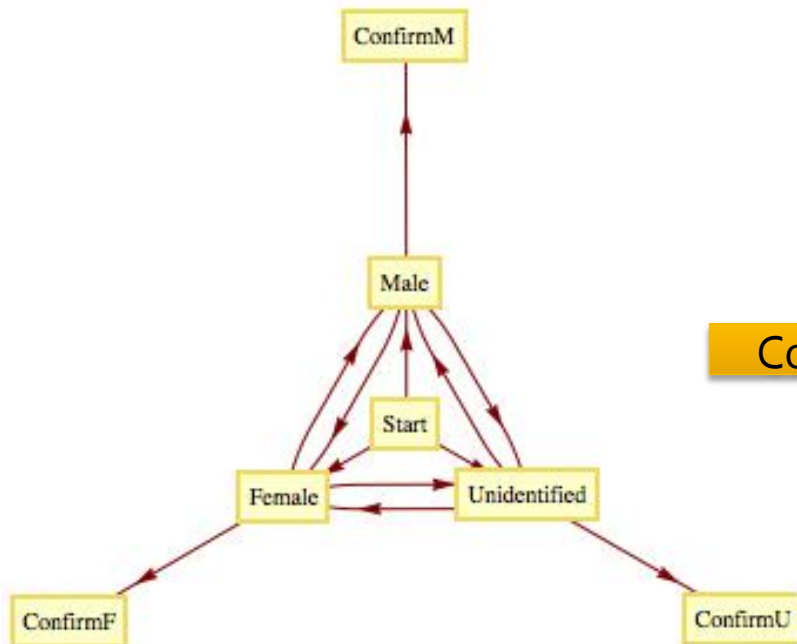 ConfirmM
Male
Start
Female
Unidentified
ConfirmF
ConfirmU